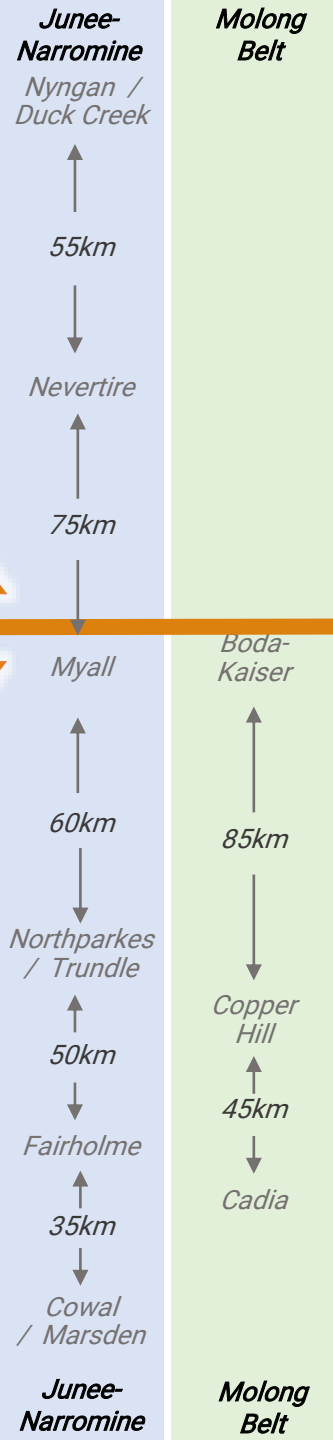 Junee-
Narromine
Nyngan /
Duck Creek
55km
Nevertire
75km
Myall
60km
Northparkes
/ Trundle
50km
Fairholme
35km
Cowal
/ Marsden
Junee-
Narromine
Molong
Belt
Boda-
Kaiser
85km
Copper
Hill
45km
Cadia
Molong
Belt